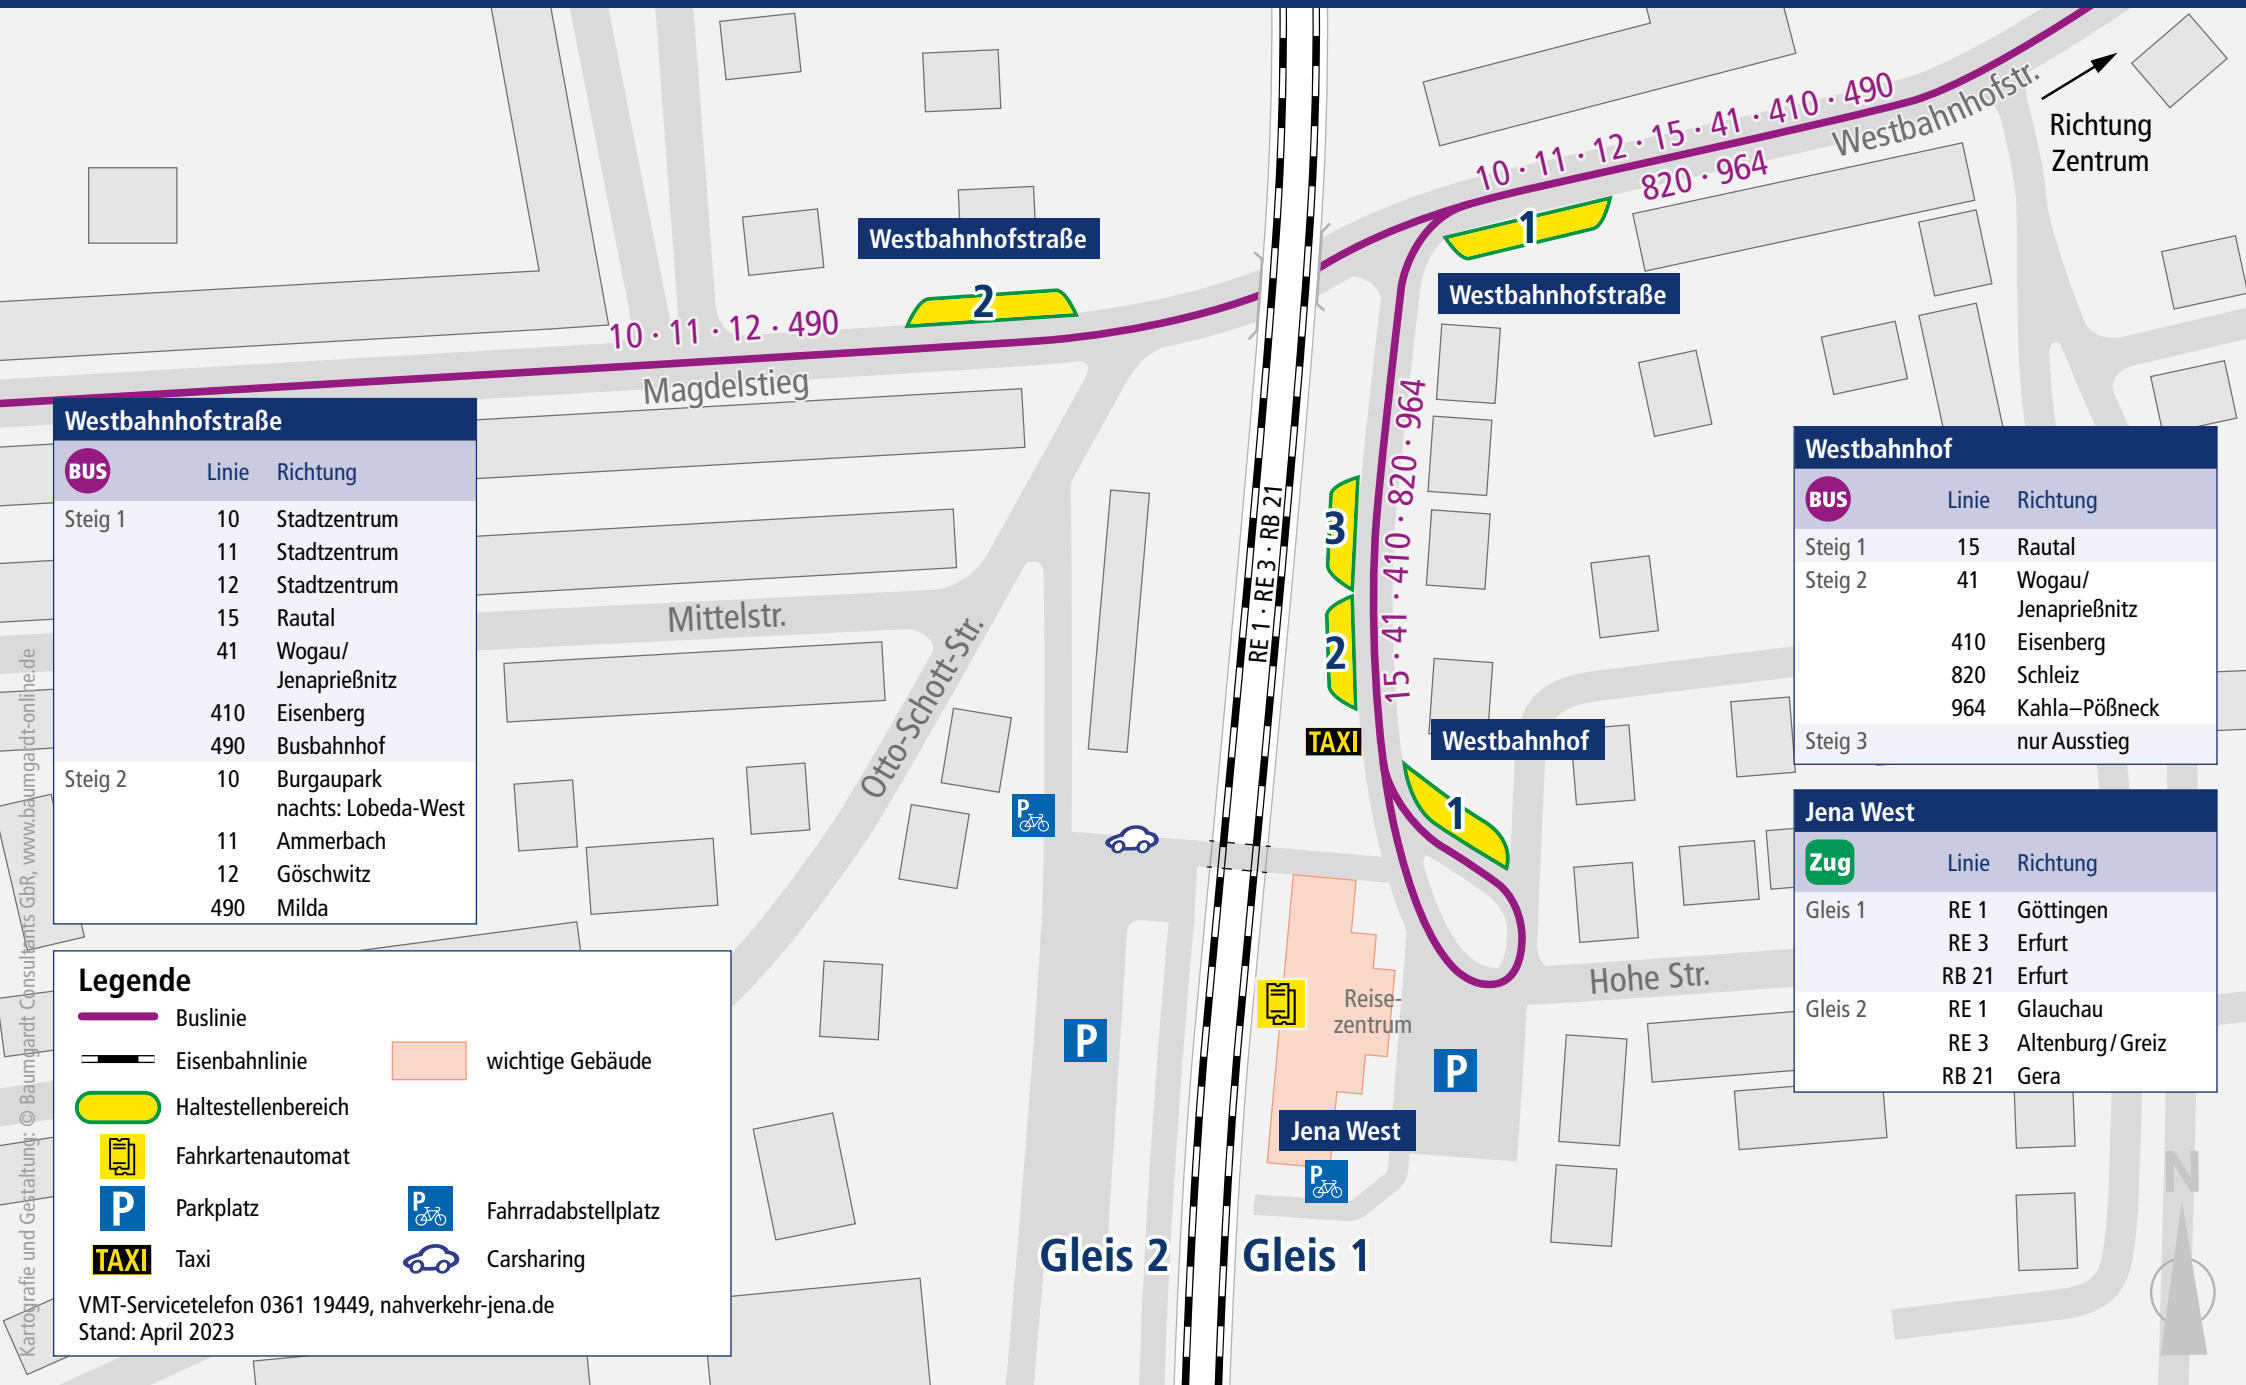 10 · 11 · 12 · 15 · 41 · 410 · 490
820 · 964
Westbahnhofstr.
Richtung
Zentrum
Westbahnhofstraße
2
1
Westbahnhofstraße
10 · 11 · 12 · 490
Magdelstieg
15 · 41 · 410 · 820 · 964
RE 1 · RE 3 · RB 21
3
2
TAXI
Westbahnhof
1
Mittelstr.
Otto-Schott-Str.
P
Hohe Str.
Reise-
zentrum
P
P
Jena West
P
Gleis 2
Gleis 1
N
Westbahnhofstraße
BUS Linie Richtung
Steig 1 10 Stadtzentrum
11 Stadtzentrum
12 Stadtzentrum
15 Rautal
41 Wogau/
Jenaprießnitz
410 Eisenberg
490 Busbahnhof
Steig 2 10 Burgaupark
nachts: Lobeda-West
11 Ammerbach
12 Göschwitz
490 Milda
Westbahnhof
BUS Linie Richtung
Steig 1 15 Rautal
Steig 2 41 Wogau/
Jenaprießnitz
410 Eisenberg
820 Schleiz
964 Kahla–Pößneck
Steig 3 nur Ausstieg
Jena West
Zug Linie Richtung
Gleis 1 RE 1 Göttingen
RE 3 Erfurt
RB 21 Erfurt
Gleis 2 RE 1 Glauchau
RE 3 Altenburg/Greiz
RB 21 Gera
Legende
Buslinie
Eisenbahnlinie
wichtige Gebäude
Haltestellenbereich
Fahrkartenautomat
P Parkplatz
P Fahrradabstellplatz
TAXI Taxi
Carsharing
VMT-Servicetelefon 0361 19449, nahverkehr-jena.de
Stand: April 2023
Kartografie und Gestaltung: © Baumgardt Consultants GbR, www.baumgardt-online.de